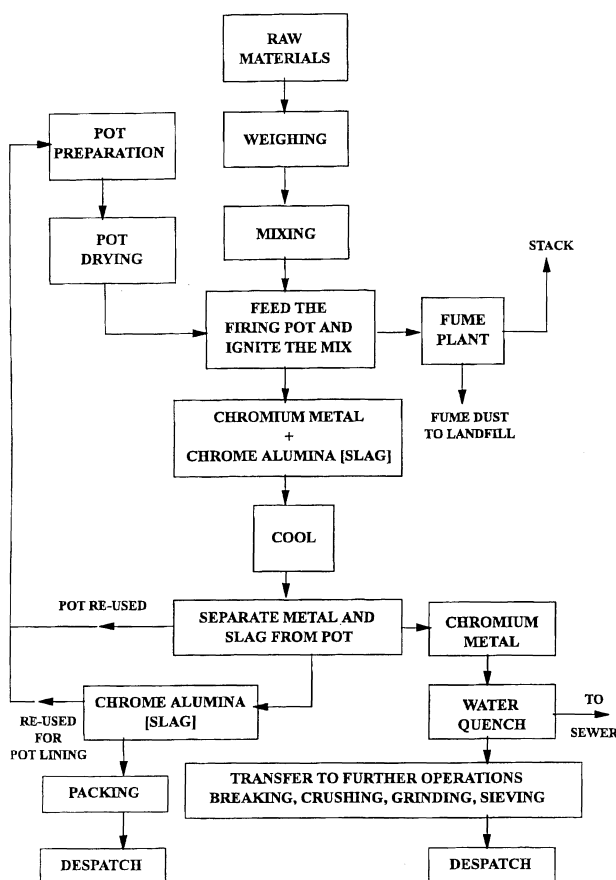 RAW
MATERIALS
POT
PREPARATION
WEIGHING
POT
DRYING
MIXING
STACK
FEED THE
FIRING POT AND
IGNITE THE MIX
FUME
PLANT
FUME DUST
TO LANDFILL
CHROMIUM METAL
+
CHROME ALUMINA [SLAG]
COOL
POT RE-USED
SEPARATE METAL AND
SLAG FROM POT
CHROMIUM
METAL
CHROME ALUMINA
[SLAG]
RE-USED
FOR
POT LINING
WATER
QUENCH
TO
SEWER
PACKING
TRANSFER TO FURTHER OPERATIONS
BREAKING, CRUSHING, GRINDING, SIEVING
DESPATCH
DESPATCH